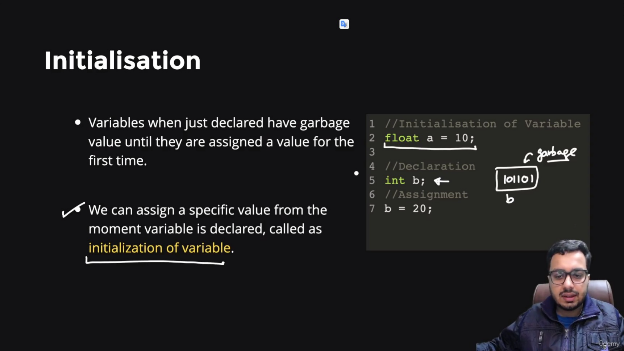 Initialisation
Variables when just declared have garbage
value until they are assigned a value for the
first time.
We can assign a specific value from the
moment variable is declared, called as
initialization of variable.
1 //Initialisation of Variable
2 float a = 10;
3
4 //Declaration
5 int b;
6 //Assignment
7 b = 20;
garbage
101101
b
Udemy